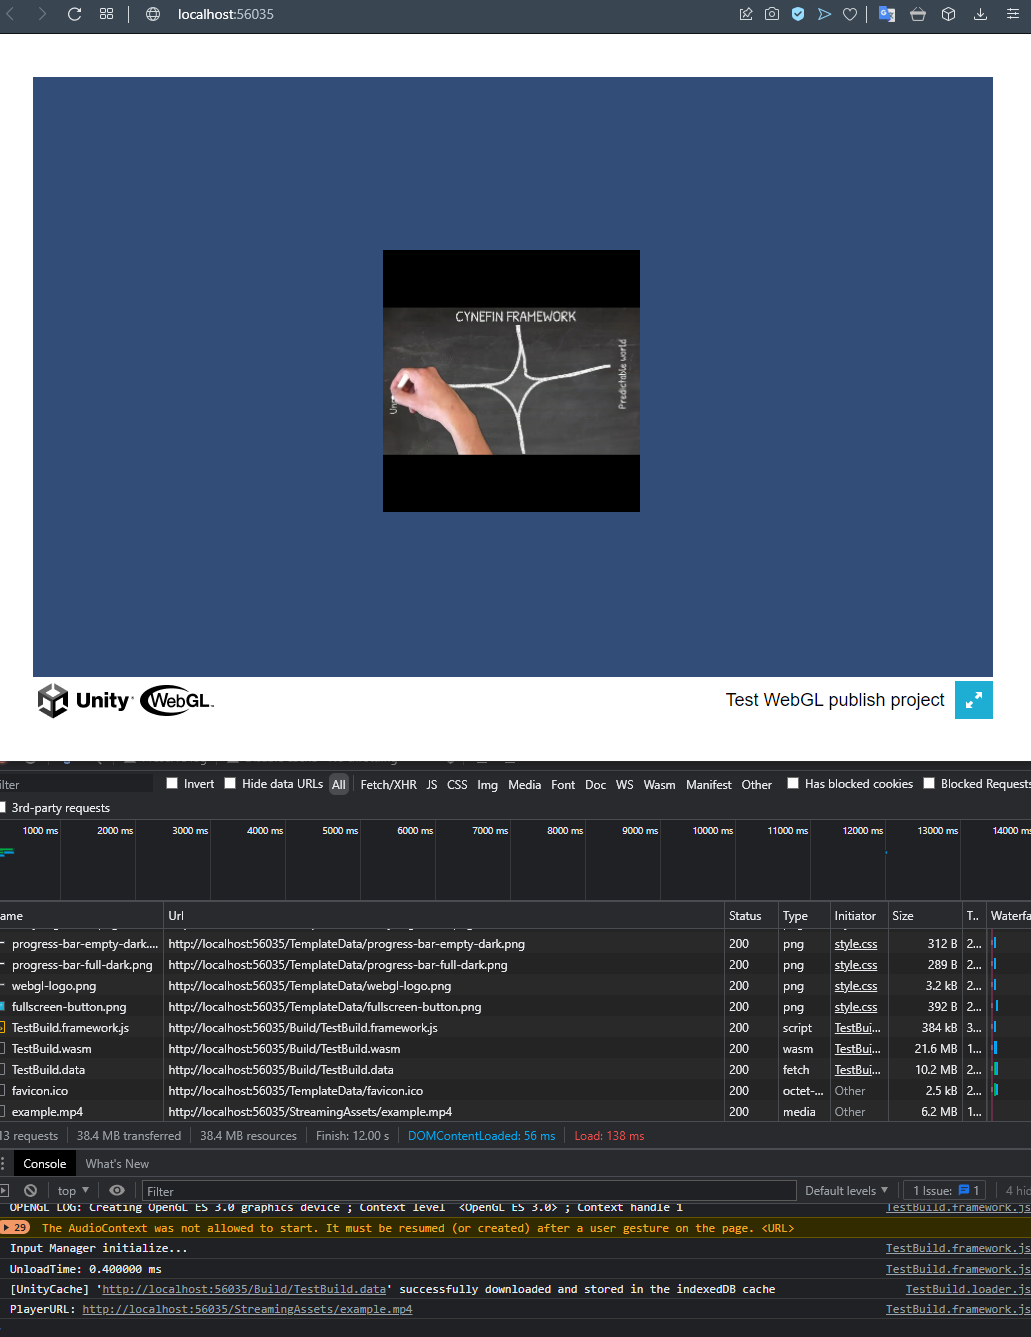 localhost:56035
CYNEFIN FRAMEWORK
Predictable world
Unity WebGL
Test WebGL publish project
Invert Hide data URLs All Fetch/XHR JS CSS Img Media Font Doc WS Wasm Manifest Other Has blocked cookies Blocked Requests
3rd-party requests
1000 ms 2000 ms 3000 ms 4000 ms 5000 ms 6000 ms 7000 ms 8000 ms 9000 ms 10000 ms 11000 ms 12000 ms 13000 ms 14000 ms
ame Url Status Type Initiator Size T.. Waterfa
progress-bar-empty-dark.... http://localhost:56035/TemplateData/progress-bar-empty-dark.png 200 png style.css 312 B 2...
progress-bar-full-dark.png http://localhost:56035/TemplateData/progress-bar-full-dark.png 200 png style.css 289 B 2...
webgl-logo.png http://localhost:56035/TemplateData/webgl-logo.png 200 png style.css 3.2 kB 2...
fullscreen-button.png http://localhost:56035/TemplateData/fullscreen-button.png 200 png style.css 392 B 2...
TestBuild.framework.js http://localhost:56035/Build/TestBuild.framework.js 200 script TestBui... 384 kB 3...
TestBuild.wasm http://localhost:56035/Build/TestBuild.wasm 200 wasm TestBui... 21.6 MB 1...
TestBuild.data http://localhost:56035/Build/TestBuild.data 200 fetch TestBui... 10.2 MB 2...
favicon.ico http://localhost:56035/TemplateData/favicon.ico 200 octet-... Other 2.5 kB 2...
example.mp4 http://localhost:56035/StreamingAssets/example.mp4 200 media Other 6.2 MB 1...
13 requests 38.4 MB transferred 38.4 MB resources Finish: 12.00 s DOMContentLoaded: 56 ms Load: 138 ms
Console What's New
top Filter Default levels 1 Issue: 1 4 hid
OPENGL LOG: Creating OpenGL ES 3.0 graphics device ; Context level <OpenGL ES 3.0> ; Context handle 1 TestBuild.framework.js
29 The AudioContext was not allowed to start. It must be resumed (or created) after a user gesture on the page. <URL>
Input Manager initialize... TestBuild.framework.js
UnloadTime: 0.400000 ms TestBuild.framework.js
[UnityCache] 'http://localhost:56035/Build/TestBuild.data' successfully downloaded and stored in the indexedDB cache TestBuild.loader.js
PlayerURL: http://localhost:56035/StreamingAssets/example.mp4 TestBuild.framework.js